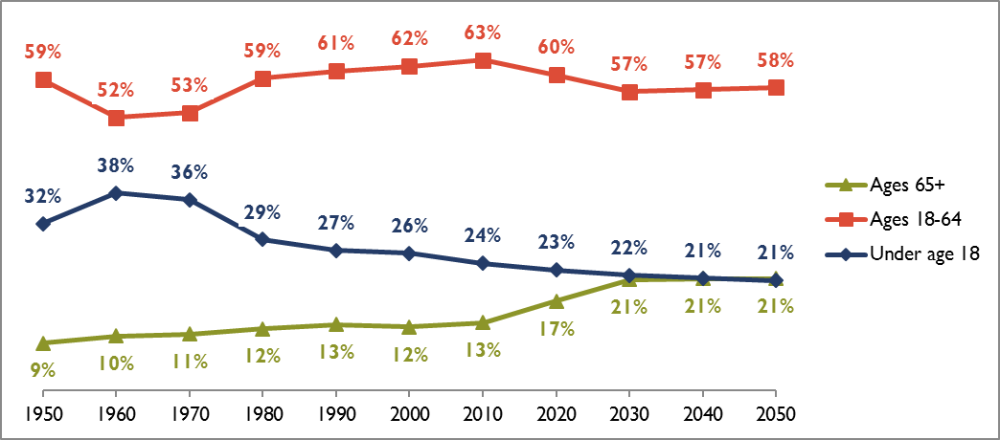 59% 52% 53% 59% 61% 62% 63% 60% 57% 57% 58%
32% 38% 36% 29% 27% 26% 24% 23% 22% 21% 21%
9% 10% 11% 12% 13% 12% 13% 17% 21% 21% 21%
1950 1960 1970 1980 1990 2000 2010 2020 2030 2040 2050
Ages 65+
Ages 18-64
Under age 18